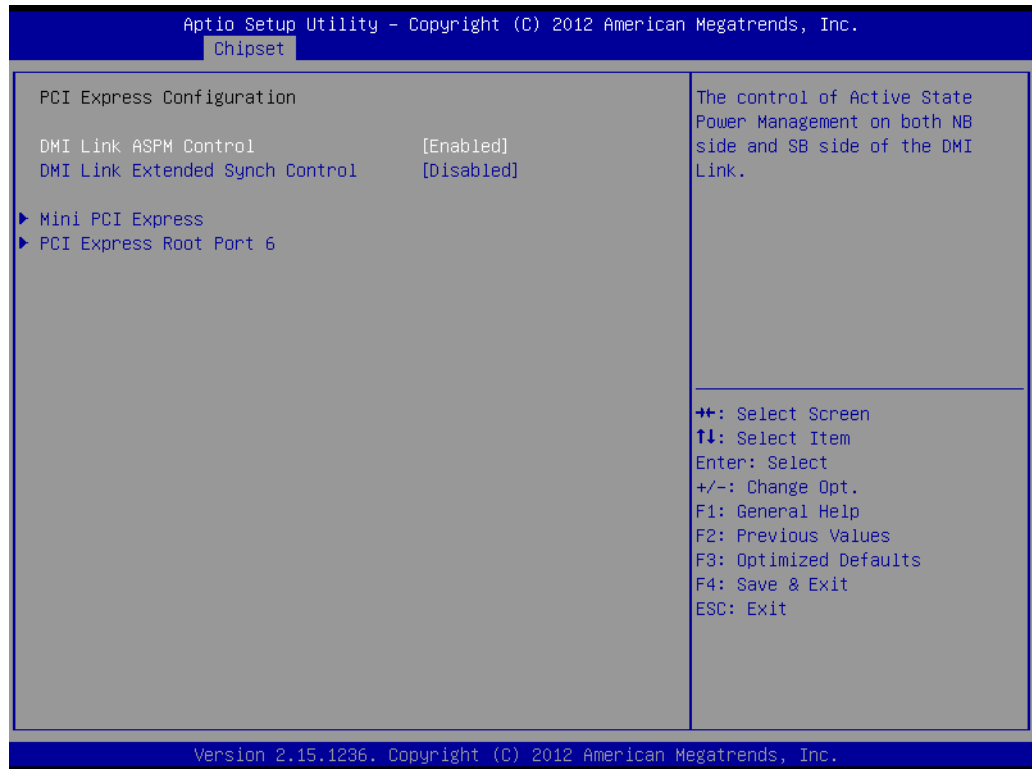 Aptio Setup Utility – Copyright (C) 2012 American Megatrends, Inc.
Chipset
PCI Express Configuration
DMI Link ASPM Control [Enabled]
DMI Link Extended Synch Control [Disabled]
Mini PCI Express
PCI Express Root Port 6
The control of Active State
Power Management on both NB
side and SB side of the DMI
Link.
→←: Select Screen
↑↓: Select Item
Enter: Select
+/-: Change Opt.
F1: General Help
F2: Previous Values
F3: Optimized Defaults
F4: Save & Exit
ESC: Exit
Version 2.15.1236. Copyright (C) 2012 American Megatrends, Inc.